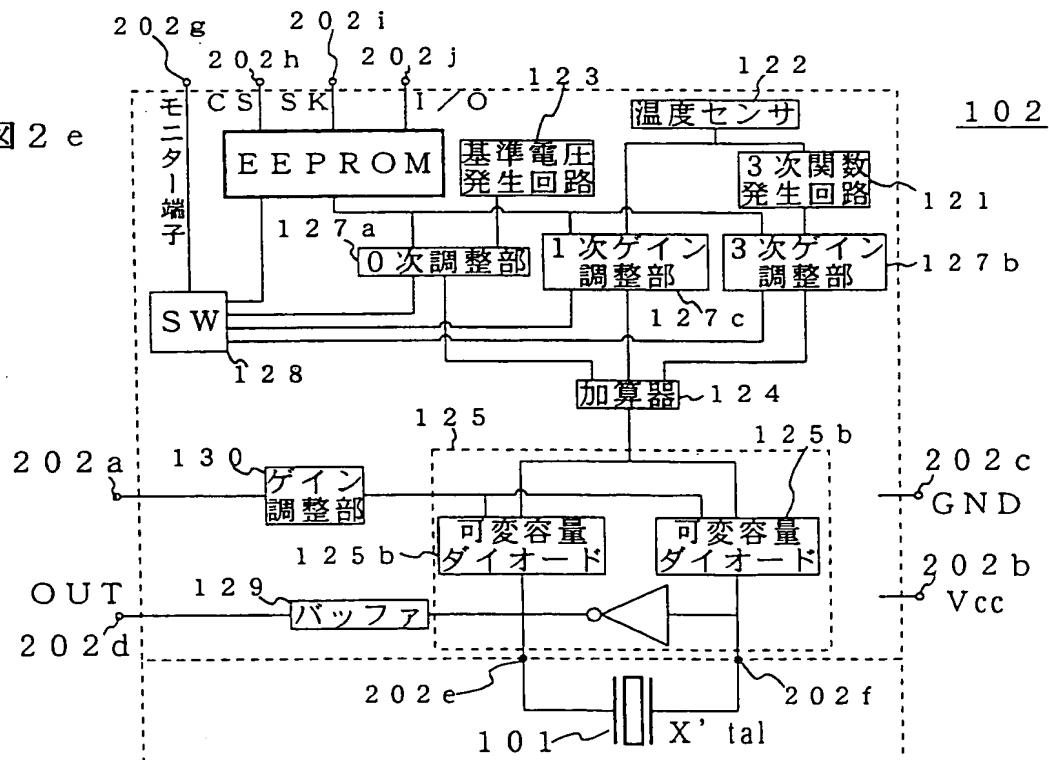 202g
202i
202h
202j
123
122
CS
SK
I/O
102
図2e
モニター端子
EEPROM
基準電圧
発生回路
温度センサ
3次関数
発生回路
121
127a
0次調整部
1次ゲイン
調整部
3次ゲイン
調整部
127b
127c
SW
128
加算器
124
125
125b
202a
130
ゲイン
調整部
202c
GND
125b
可変容量
ダイオード
可変容量
ダイオード
202b
Vcc
OUT
202d
129
バッファ
202e
202f
101
X'tal